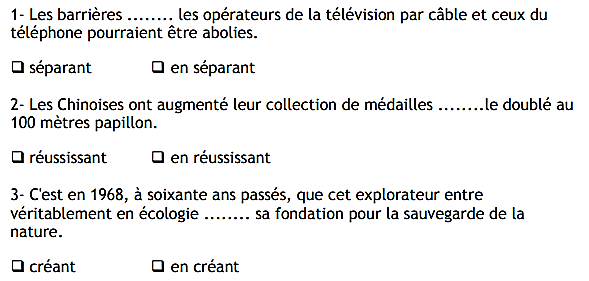 1- Les barrières ........ les opérateurs de la télévision par câble et ceux du
téléphone pourraient être abolies.
❑ séparant ❑ en séparant
2- Les Chinoises ont augmenté leur collection de médailles ........le doublé au
100 mètres papillon.
❑ réussissant ❑ en réussissant
3- C'est en 1968, à soixante ans passés, que cet explorateur entre
véritablement en écologie ........ sa fondation pour la sauvegarde de la
nature.
❑ créant ❑ en créant